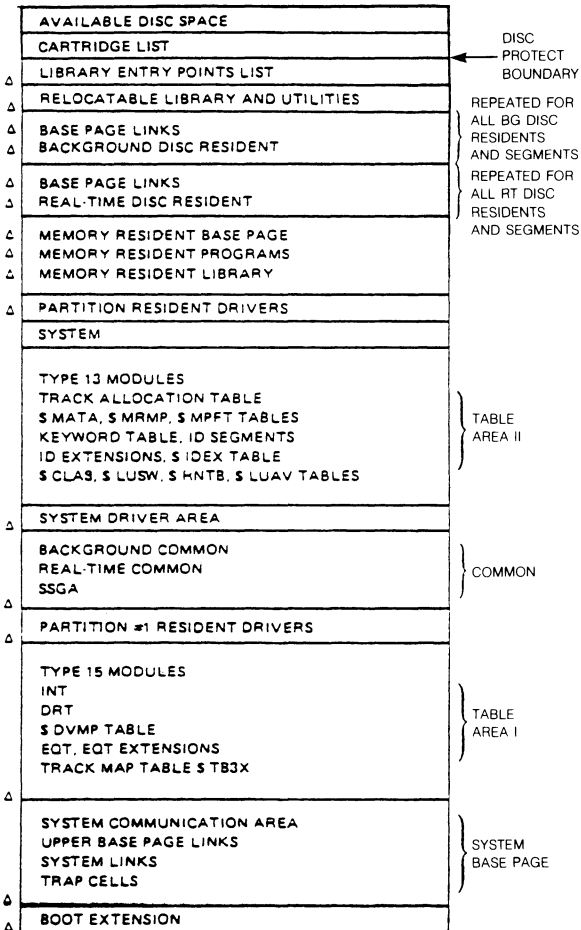 AVAILABLE DISC SPACE
CARTRIDGE LIST
DISC
PROTECT
BOUNDARY
LIBRARY ENTRY POINTS LIST
RELOCATABLE LIBRARY AND UTILITIES
BASE PAGE LINKS
BACKGROUND DISC RESIDENT
REPEATED FOR
ALL BG DISC
RESIDENTS
AND SEGMENTS
BASE PAGE LINKS
REAL-TIME DISC RESIDENT
REPEATED FOR
ALL RT DISC
RESIDENTS
AND SEGMENTS
MEMORY RESIDENT BASE PAGE
MEMORY RESIDENT PROGRAMS
MEMORY RESIDENT LIBRARY
PARTITION RESIDENT DRIVERS
SYSTEM
TYPE 13 MODULES
TRACK ALLOCATION TABLE
$ MATA, $ MRMP, $ MPFT TABLES
KEYWORD TABLE, ID SEGMENTS
ID EXTENSIONS, $ IDEX TABLE
$ CLAS, $ LUSW, $ RNTB, $ LUAV TABLES
TABLE
AREA II
SYSTEM DRIVER AREA
BACKGROUND COMMON
REAL-TIME COMMON
SSGA
COMMON
PARTITION #1 RESIDENT DRIVERS
TYPE 15 MODULES
INT
DRT
$ DVMP TABLE
EQT, EQT EXTENSIONS
TRACK MAP TABLE $ TB3X
TABLE
AREA I
SYSTEM COMMUNICATION AREA
UPPER BASE PAGE LINKS
SYSTEM LINKS
TRAP CELLS
SYSTEM
BASE PAGE
BOOT EXTENSION